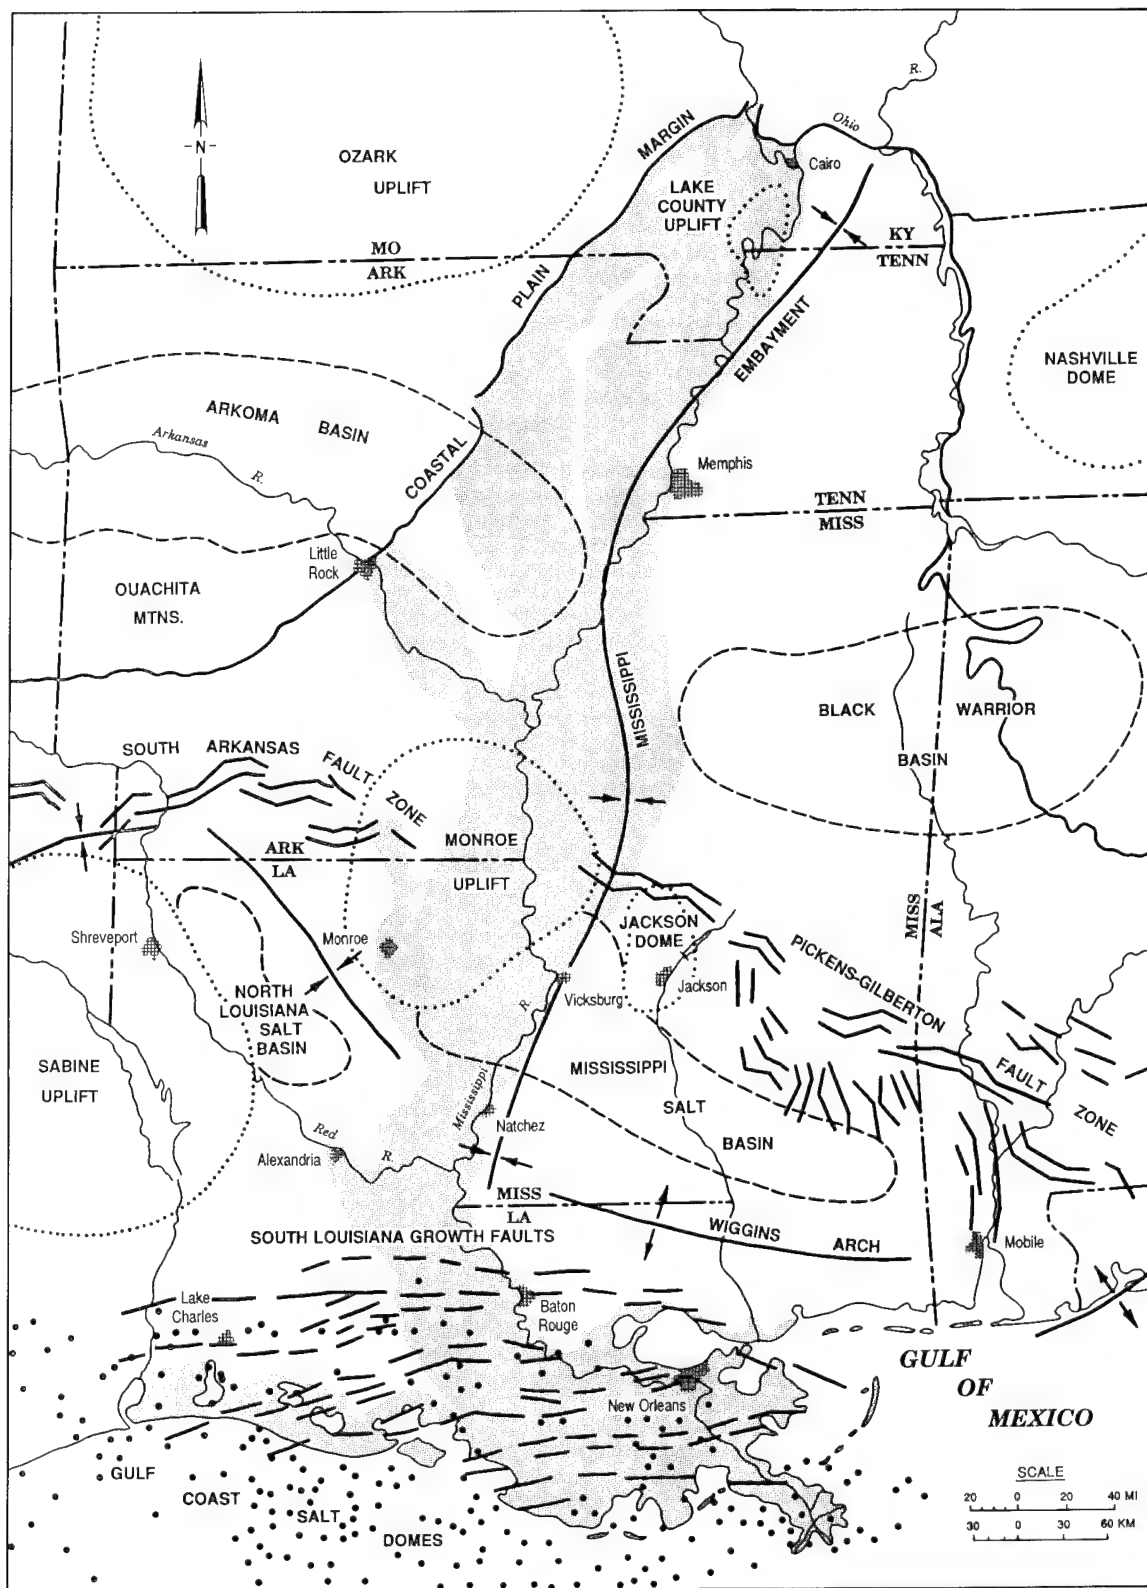 R.
Ohio
Cairo
-N-
OZARK
UPLIFT
MARGIN
LAKE
COUNTY
UPLIFT
MO
ARK
KY
TENN
PLAIN
EMBAYMENT
NASHVILLE
DOME
ARKOMA BASIN
Arkansas
R.
COASTAL
Memphis
TENN
MISS
Little
Rock
OUACHITA
MTNS.
MISSISSIPPI
BLACK WARRIOR
BASIN
SOUTH ARKANSAS FAULT ZONE
MONROE
UPLIFT
ARK
LA
MISS
ALA
JACKSON
DOME
Shreveport
Monroe
Vicksburg
Jackson
PICKENS-GILBERTON
FAULT
ZONE
NORTH
LOUISIANA
SALT
BASIN
R.
Mississippi
SABINE
UPLIFT
MISSISSIPPI
SALT
BASIN
Natchez
Red
R.
Alexandria
MISS
LA
WIGGINS ARCH
Mobile
SOUTH LOUISIANA GROWTH FAULTS
Lake
Charles
Baton
Rouge
New Orleans
GULF
OF
MEXICO
GULF
COAST
SALT
DOMES
SCALE
20 0 20 40 MI
30 0 30 60 KM